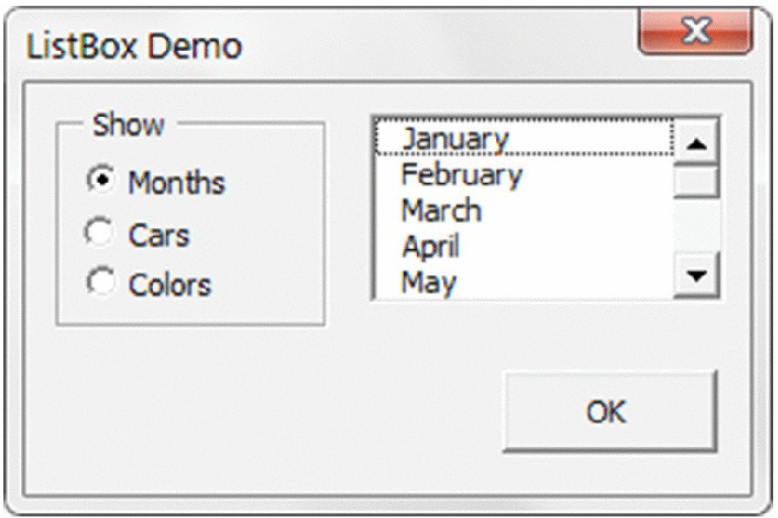 ListBox Demo
Show
Months
Cars
Colors
January
February
March
April
May
OK